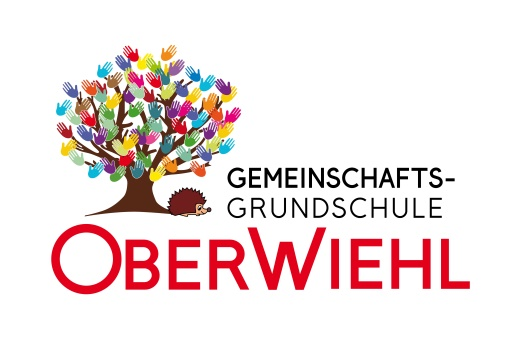 GEMEINSCHAFTS-
GRUNDSCHULE
OBERWIEHL